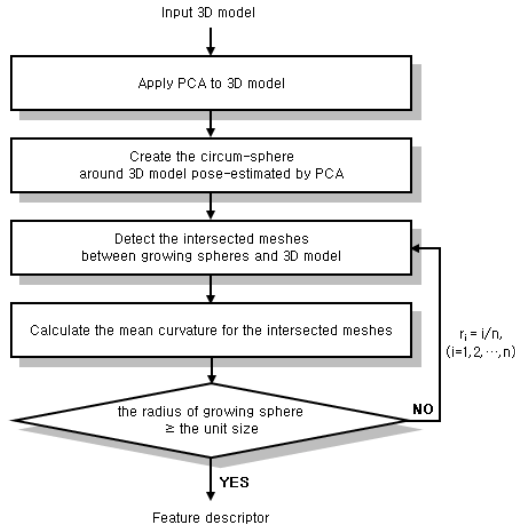 Input 3D model
Apply PCA to 3D model
Create the circum-sphere
around 3D model pose-estimated by PCA
Detect the intersected meshes
between growing spheres and 3D model
Calculate the mean curvature for the intersected meshes
r_i = i/n,
(i=1,2,⋯,n)
the radius of growing sphere
≥ the unit size
NO
YES
Feature descriptor